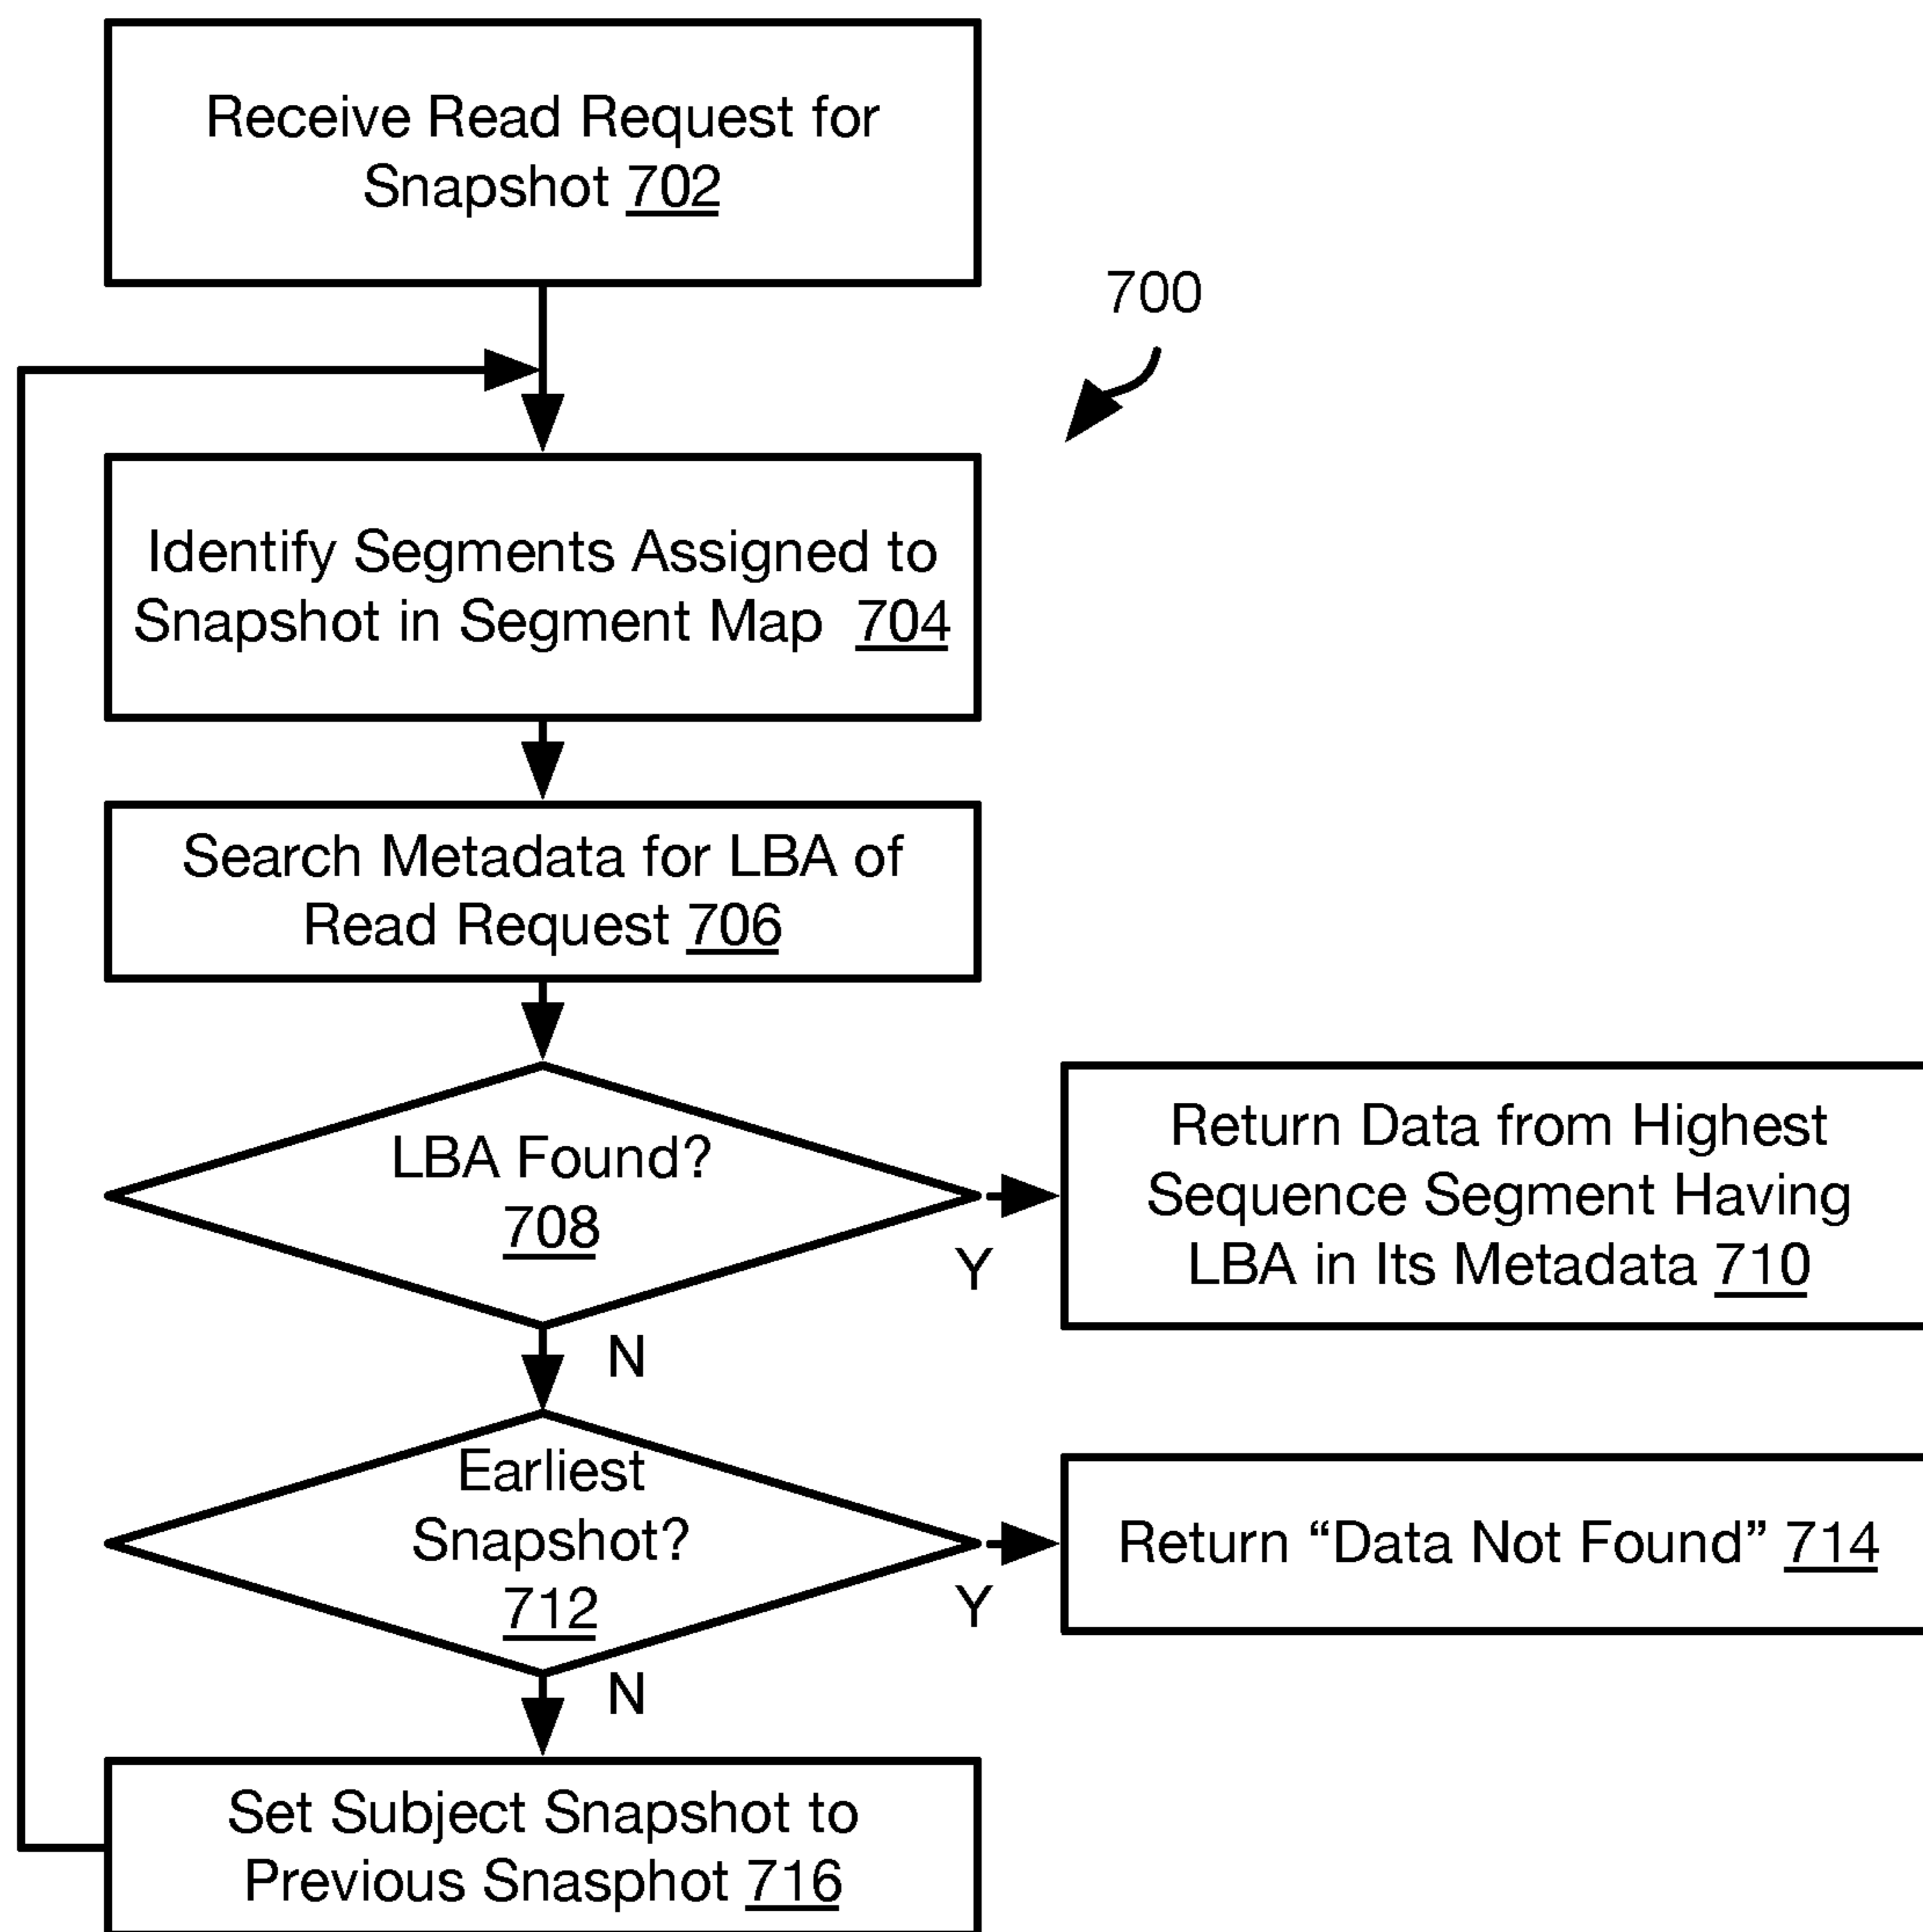 Receive Read Request for
Snapshot 702
700
Identify Segments Assigned to
Snapshot in Segment Map 704
Search Metadata for LBA of
Read Request 706
LBA Found?
708
Y
N
Return Data from Highest
Sequence Segment Having
LBA in Its Metadata 710
Earliest
Snapshot?
712
Y
N
Return “Data Not Found” 714
Set Subject Snapshot to
Previous Snasphot 716